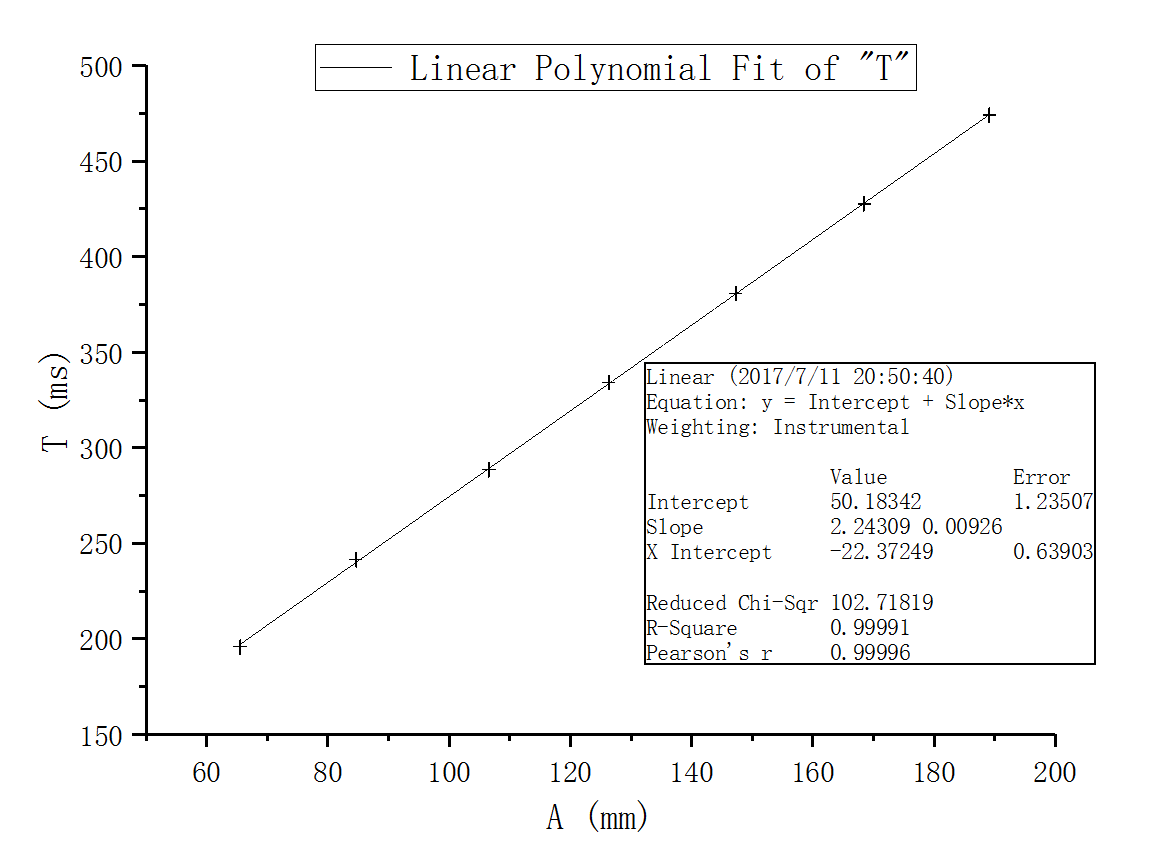 Linear Polynomial Fit of "T"
500
450
400
350
300
250
200
150
T (ms)
Linear (2017/7/11 20:50:40)
Equation: y = Intercept + Slope*x
Weighting: Instrumental
Value Error
Intercept 50.18342 1.23507
Slope 2.24309 0.00926
X Intercept -22.37249 0.63903
Reduced Chi-Sqr 102.71819
R-Square 0.99991
Pearson's r 0.99996
60 80 100 120 140 160 180 200
A (mm)